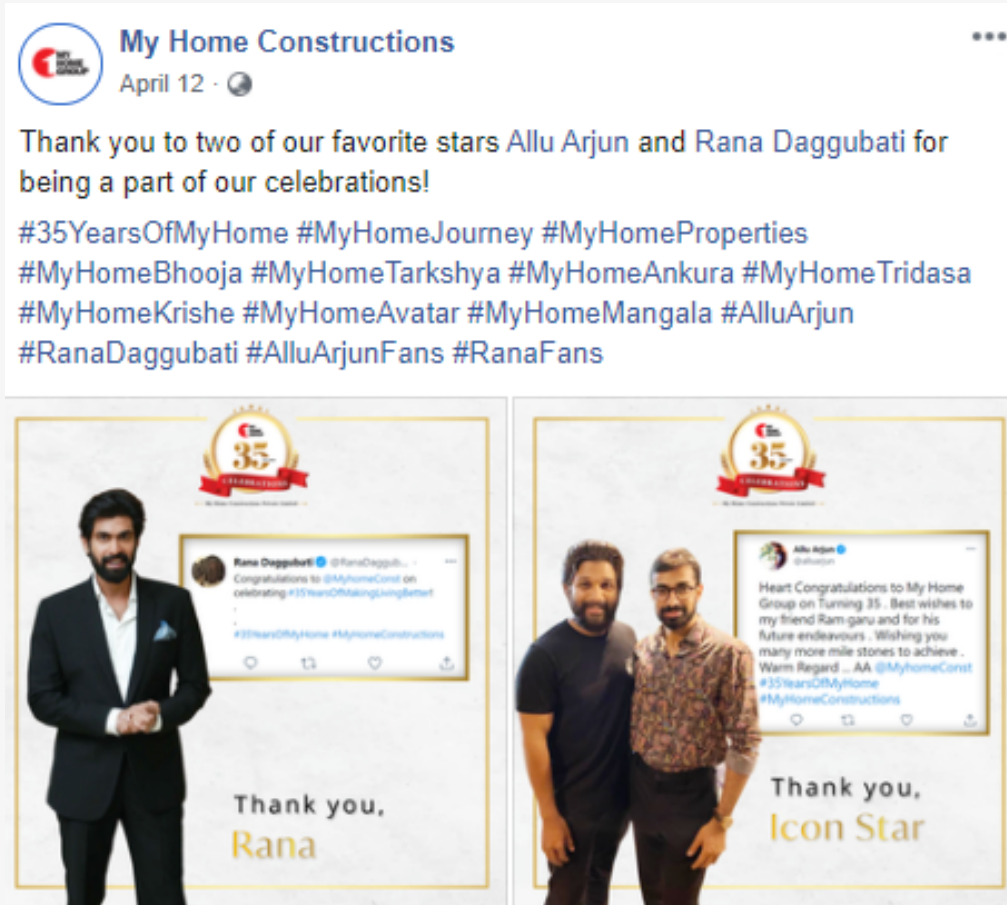 My Home Constructions
April 12 ·
Thank you to two of our favorite stars Allu Arjun and Rana Daggubati for
being a part of our celebrations!
#35YearsOfMyHome #MyHomeJourney #MyHomeProperties
#MyHomeBhooja #MyHomeTarkshya #MyHomeAnkura #MyHomeTridasa
#MyHomeKrishe #MyHomeAvatar #MyHomeMangala #AlluArjun
#RanaDaggubati #AlluArjunFans #RanaFans
MY
HOME
GROUP
35
CELEBRATIONS
Rana Daggubati @RanaDaggub...
Congratulations to @MyhomeConst on
celebrating #35YearsOfMakingLivingBetter!
.
.
#35YearsOfMyHome #MyHomeConstructions
Thank you,
Rana
35
CELEBRATIONS
Allu Arjun
@alluarjun
Heart Congratulations to My Home
Group on Turning 35 . Best wishes to
my friend Ram garu and for his
future endeavours . Wishing you
many more mile stones to achieve .
Warm Regard ... AA @MyhomeConst
#35YearsOfMyHome
#MyHomeConstructions
Thank you,
Icon Star